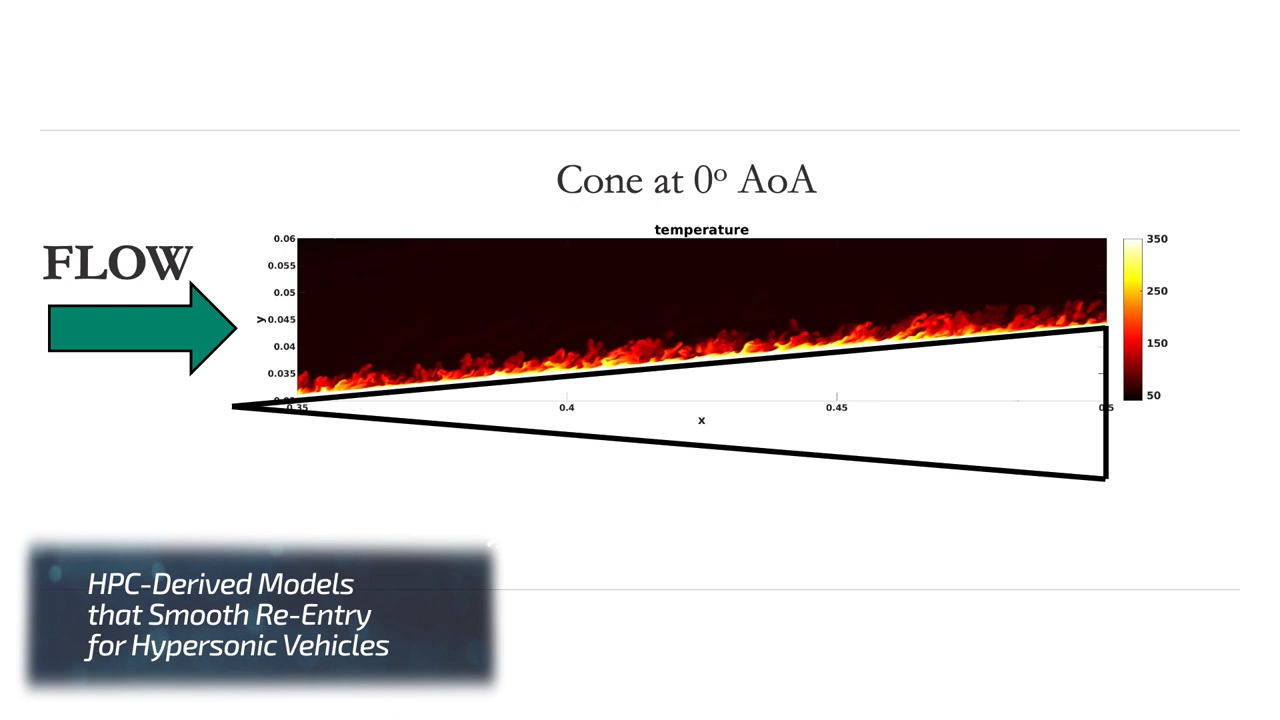 Cone at 0º AoA
FLOW
temperature
0.06
0.055
0.05
0.045
0.04
0.035
y
0.35
0.4
0.45
x
350
250
150
50
HPC-Derived Models
that Smooth Re-Entry
for Hypersonic Vehicles